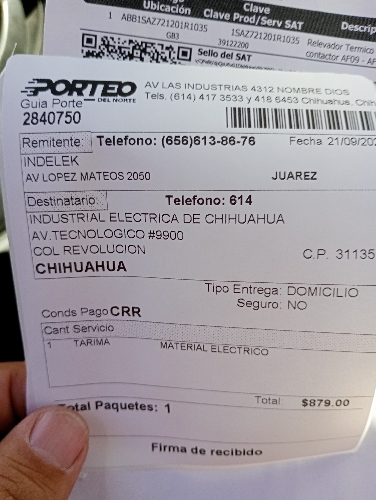 Ubicación
Clave
Clave Prod/Serv SAT
Descrip
1 ABB1SAZ721201R1035
1SAZ721201R1035
39122200
Relevador Termico
contactor AF09 - AF
Sello del SAT
PORTEO
DEL NORTE
AV LAS INDUSTRIAS 4312 NOMBRE DIOS
Tels. (614) 417 3533 y 418 6453 Chihuahua, Chih
Guia Porte
2840750
Remitente: Telefono: (656)613-86-76 Fecha 21/09/202
INDELEK
AV LOPEZ MATEOS 2050 JUAREZ
Destinatario: Telefono: 614
INDUSTRIAL ELECTRICA DE CHIHUAHUA
AV.TECNOLOGICO #9900
COL REVOLUCION C.P. 31135
CHIHUAHUA
Tipo Entrega: DOMICILIO
Seguro: NO
Conds Pago CRR
Cant Servicio
1 TARIMA MATERIAL ELECTRICO
Total: $879.00
Total Paquetes: 1
Firma de recibido